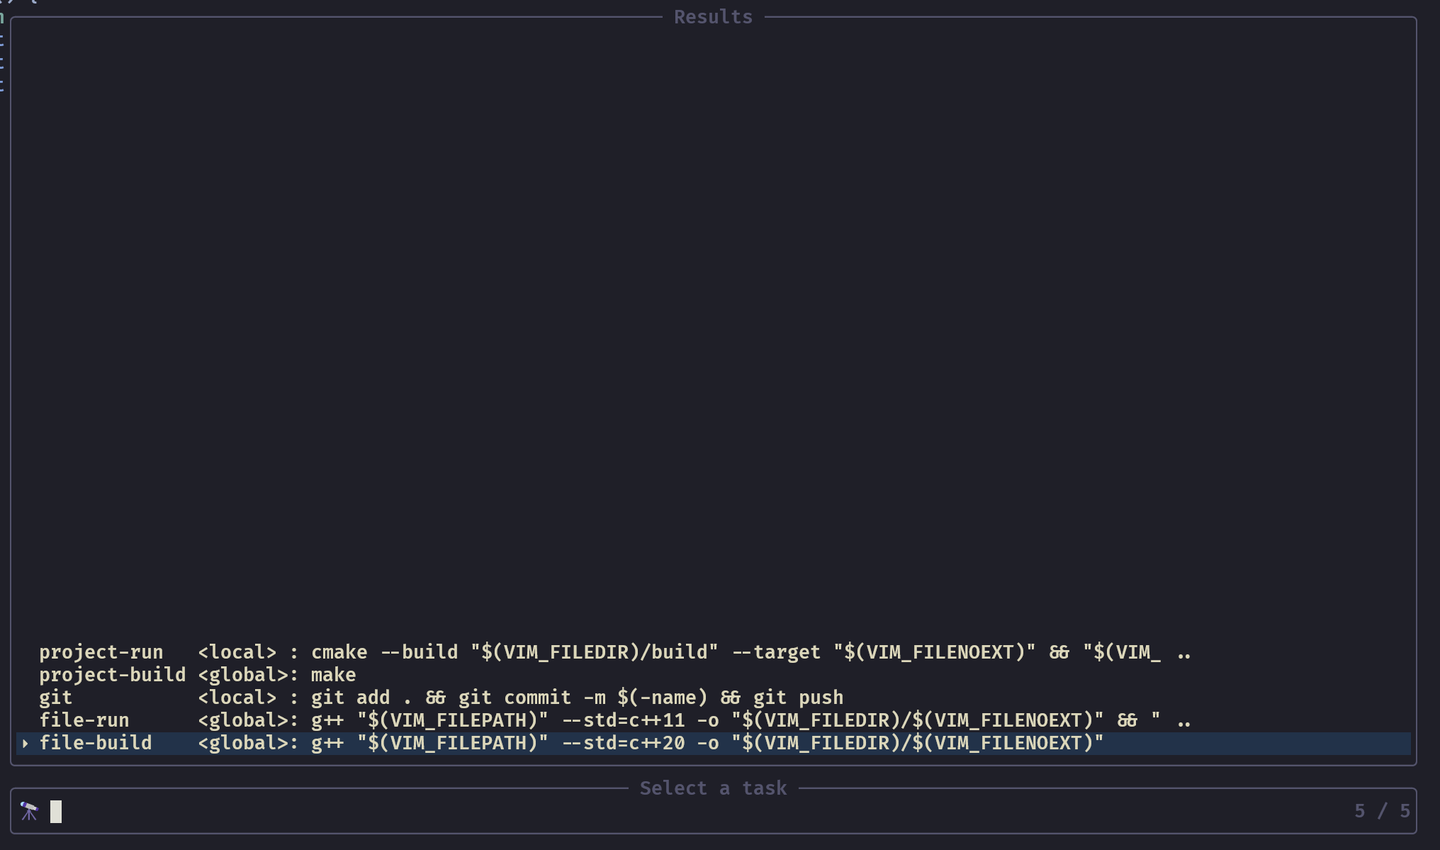 Results
project-run   <local> : cmake --build "$(VIM_FILEDIR)/build" --target "$(VIM_FILENOEXT)" && "$(VIM_ ..
project-build <global>: make
git           <local> : git add . && git commit -m $(-name) && git push
file-run      <global>: g++ "$(VIM_FILEPATH)" --std=c++11 -o "$(VIM_FILEDIR)/$(VIM_FILENOEXT)" && " ..
file-build    <global>: g++ "$(VIM_FILEPATH)" --std=c++20 -o "$(VIM_FILEDIR)/$(VIM_FILENOEXT)"
Select a task
5 / 5